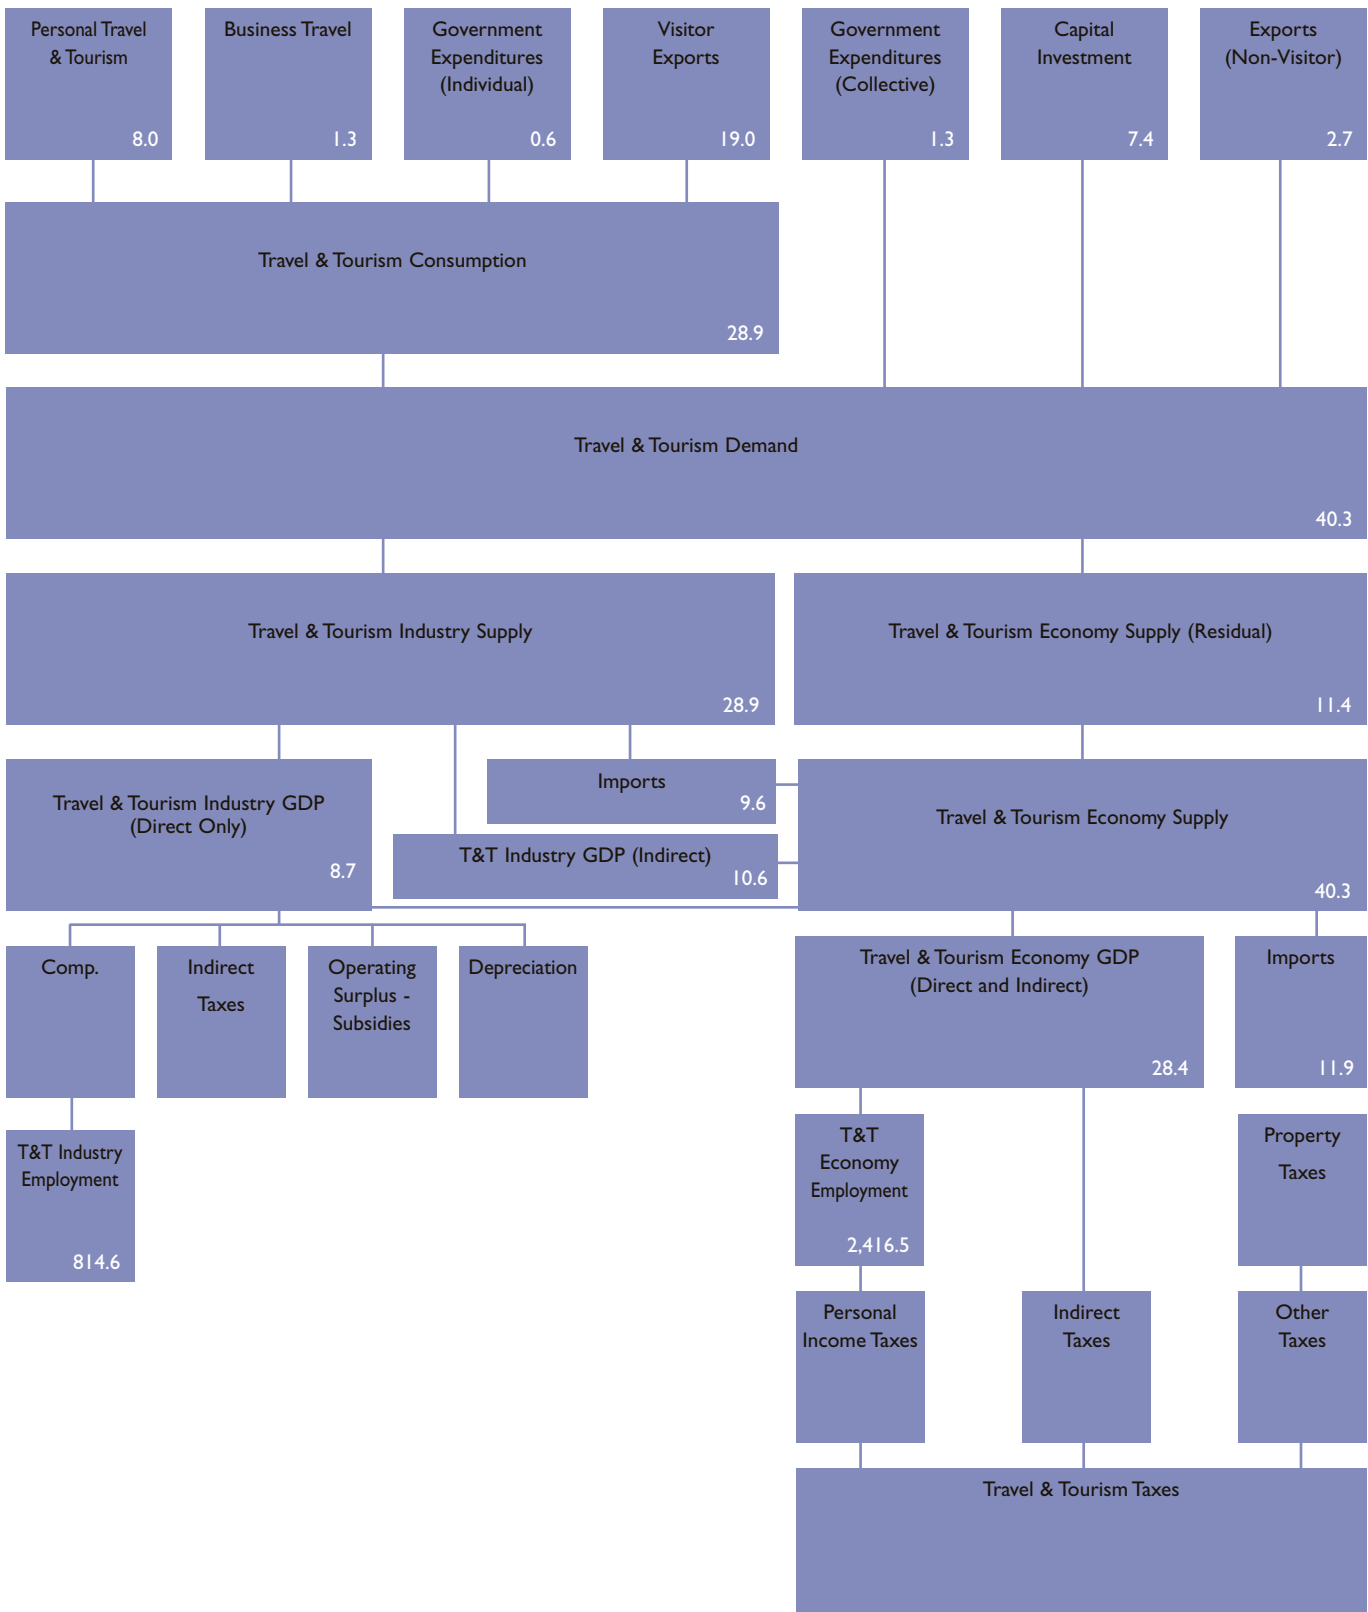 Personal Travel
& Tourism
8.0
Business Travel
1.3
Government
Expenditures
(Individual)
0.6
Visitor
Exports
19.0
Government
Expenditures
(Collective)
1.3
Capital
Investment
7.4
Exports
(Non-Visitor)
2.7
Travel & Tourism Consumption
28.9
Travel & Tourism Demand
40.3
Travel & Tourism Industry Supply
28.9
Travel & Tourism Economy Supply (Residual)
11.4
Travel & Tourism Industry GDP
(Direct Only)
8.7
Imports
9.6
T&T Industry GDP (Indirect)
10.6
Travel & Tourism Economy Supply
40.3
Comp.
Indirect
Taxes
Operating
Surplus -
Subsidies
Depreciation
Travel & Tourism Economy GDP
(Direct and Indirect)
28.4
Imports
11.9
T&T Industry
Employment
814.6
T&T
Economy
Employment
2,416.5
Property
Taxes
Personal
Income Taxes
Indirect
Taxes
Other
Taxes
Travel & Tourism Taxes